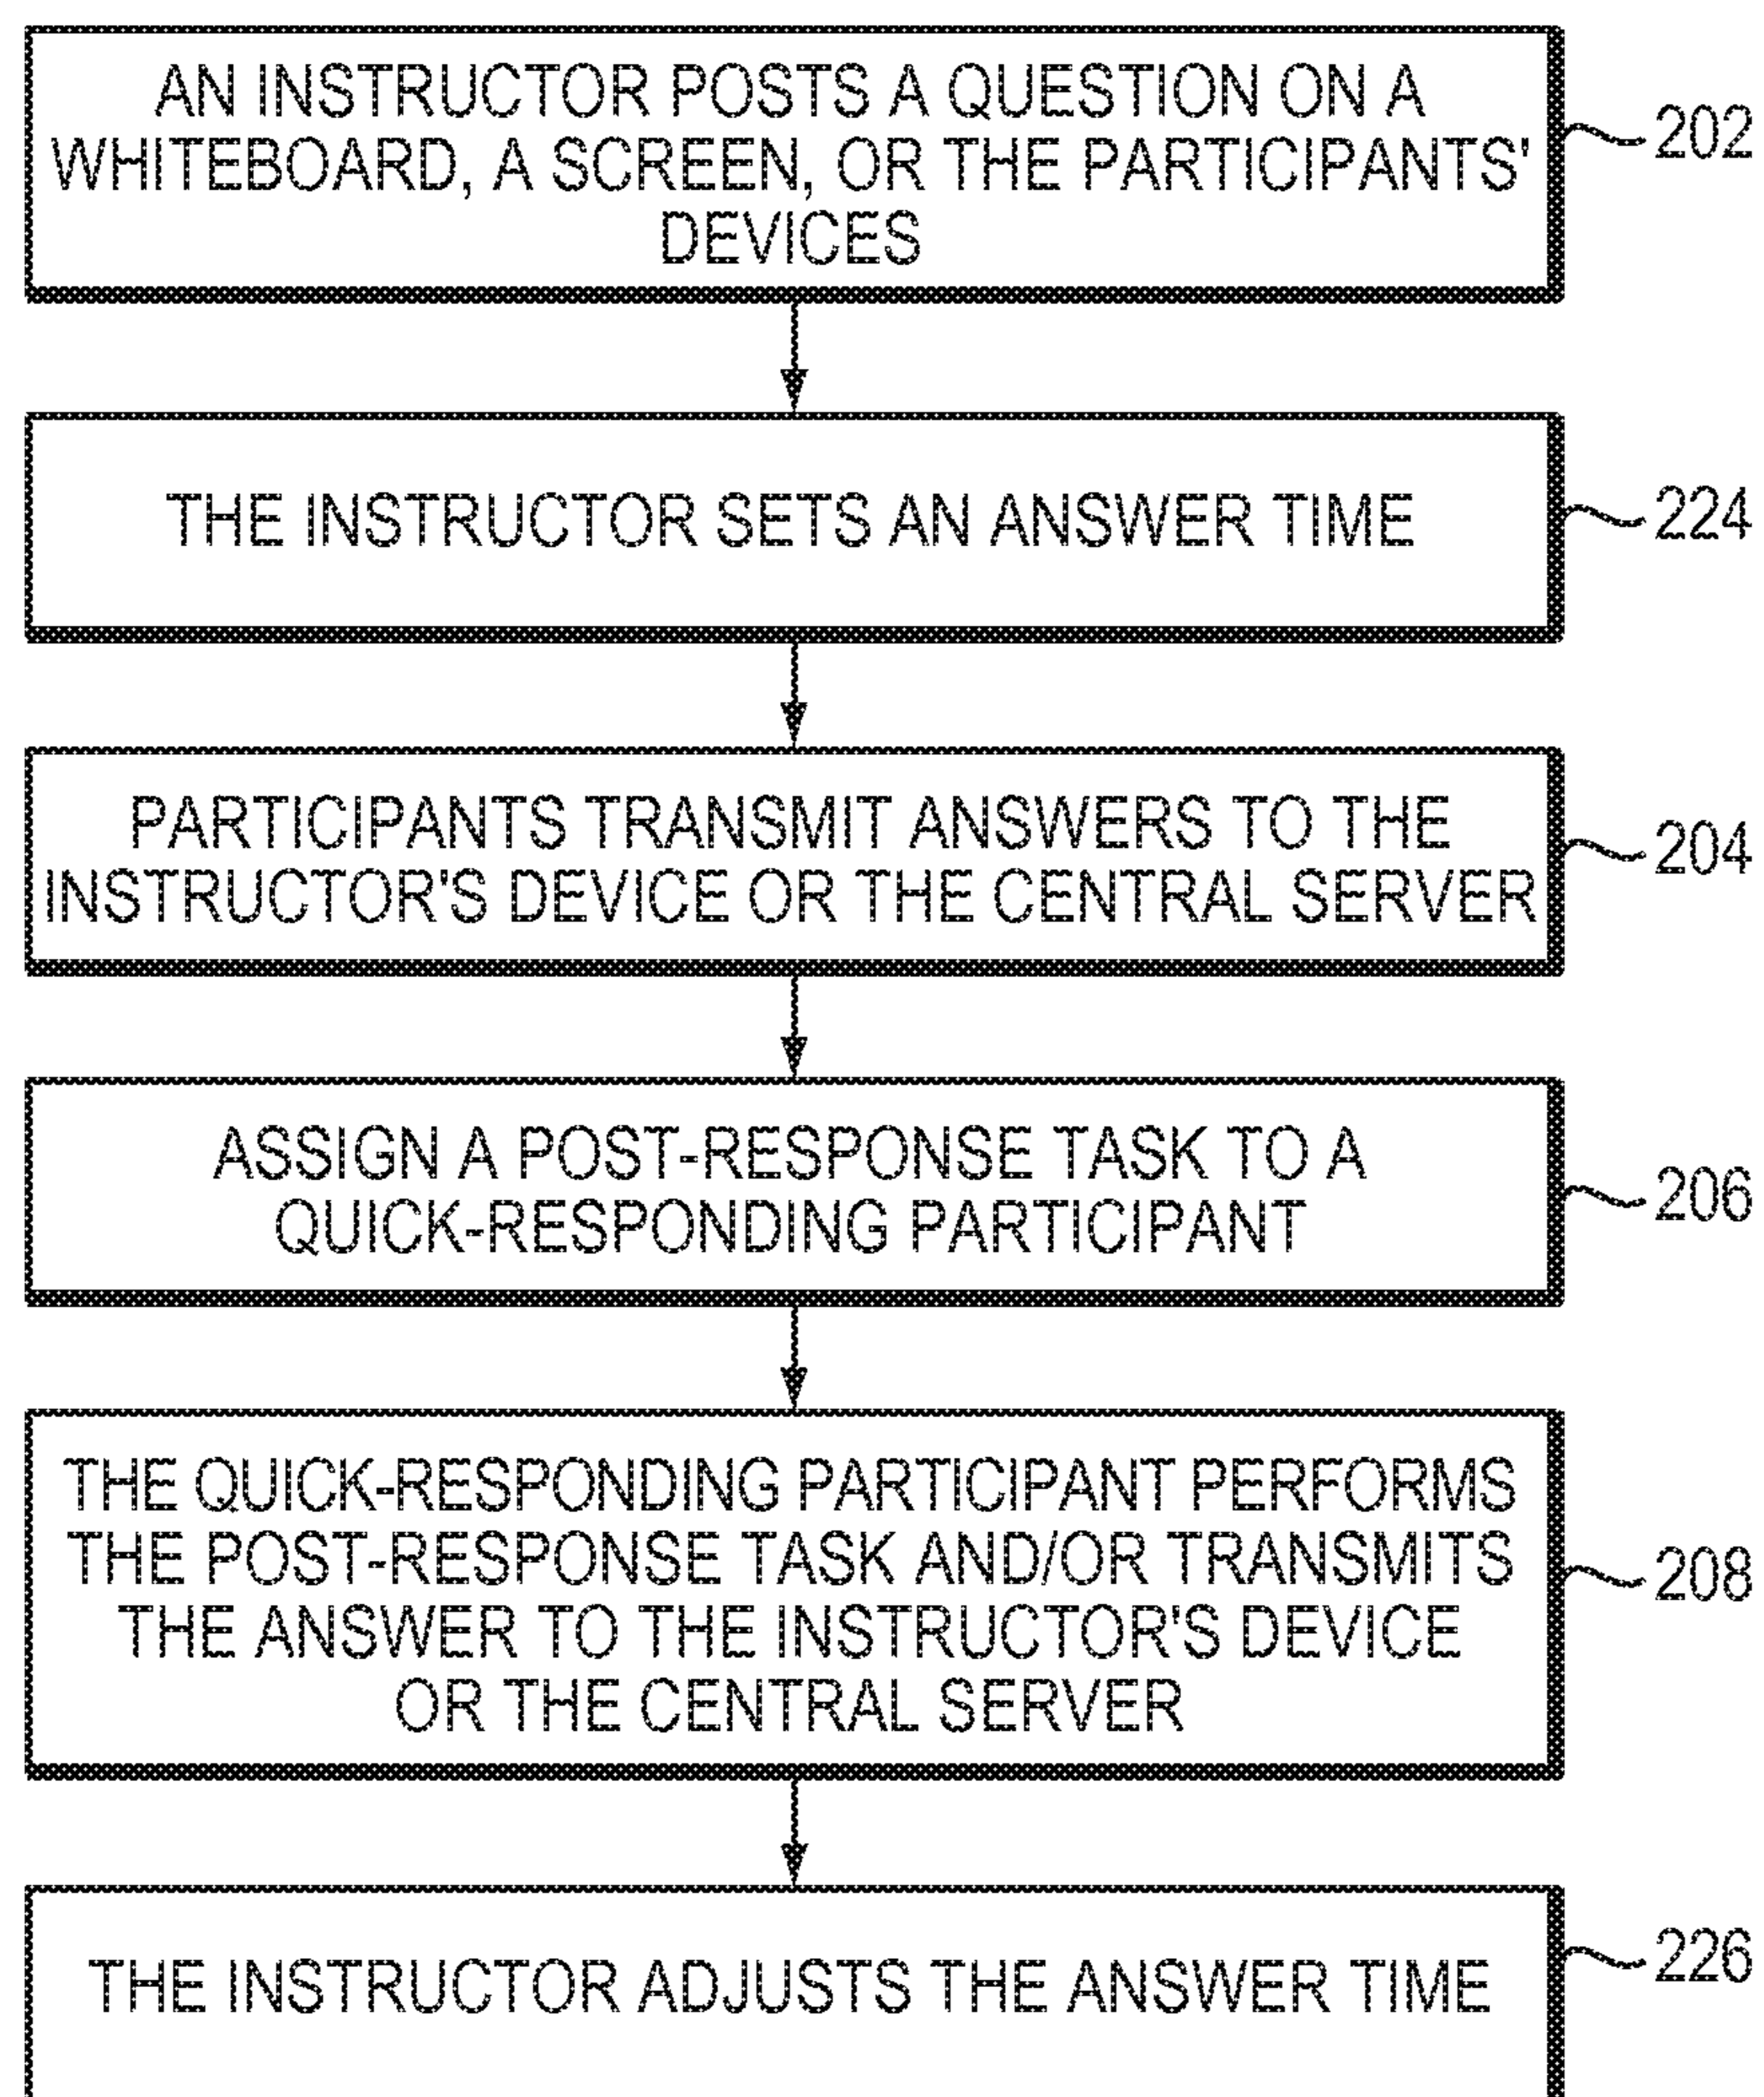 AN INSTRUCTOR POSTS A QUESTION ON A
WHITEBOARD, A SCREEN, OR THE PARTICIPANTS'
DEVICES
202
THE INSTRUCTOR SETS AN ANSWER TIME
224
PARTICIPANTS TRANSMIT ANSWERS TO THE
INSTRUCTOR'S DEVICE OR THE CENTRAL SERVER
204
ASSIGN A POST-RESPONSE TASK TO A
QUICK-RESPONDING PARTICIPANT
206
THE QUICK-RESPONDING PARTICIPANT PERFORMS
THE POST-RESPONSE TASK AND/OR TRANSMITS
THE ANSWER TO THE INSTRUCTOR'S DEVICE
OR THE CENTRAL SERVER
208
THE INSTRUCTOR ADJUSTS THE ANSWER TIME
226